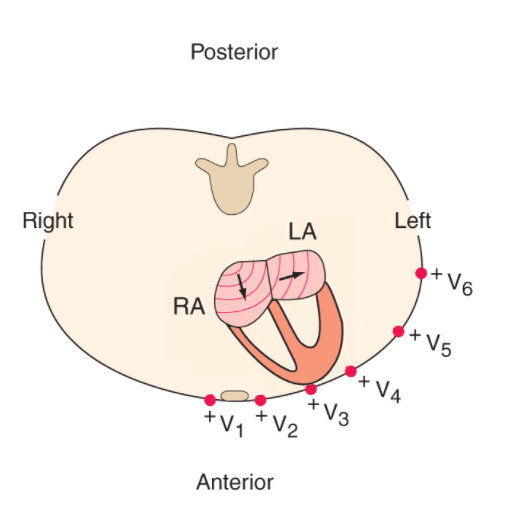 Posterior
Right
Left
LA
RA
+ V6
+ V5
+ V4
+ V3
+ V1
+ V2
Anterior